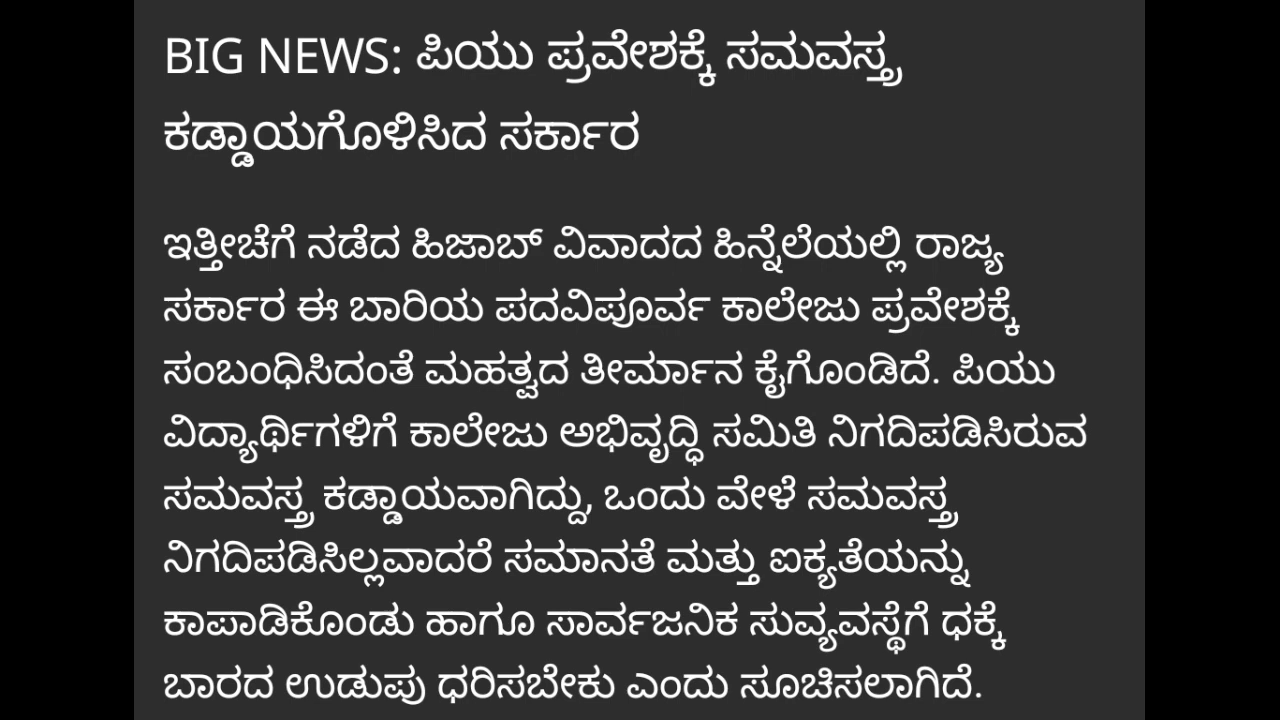 BIG NEWS: ಪಿಯು ಪ್ರವೇಶಕ್ಕೆ ಸಮವಸ್ತ್ರ
ಕಡ್ಡಾಯಗೊಳಿಸಿದ ಸರ್ಕಾರ
ಇತ್ತೀಚೆಗೆ ನಡೆದ ಹಿಜಾಬ್ ವಿವಾದದ ಹಿನ್ನೆಲೆಯಲ್ಲಿ ರಾಜ್ಯ
ಸರ್ಕಾರ ಈ ಬಾರಿಯ ಪದವಿಪೂರ್ವ ಕಾಲೇಜು ಪ್ರವೇಶಕ್ಕೆ
ಸಂಬಂಧಿಸಿದಂತೆ ಮಹತ್ವದ ತೀರ್ಮಾನ ಕೈಗೊಂಡಿದೆ. ಪಿಯು
ವಿದ್ಯಾರ್ಥಿಗಳಿಗೆ ಕಾಲೇಜು ಅಭಿವೃದ್ಧಿ ಸಮಿತಿ ನಿಗದಿಪಡಿಸಿರುವ
ಸಮವಸ್ತ್ರ ಕಡ್ಡಾಯವಾಗಿದ್ದು, ಒಂದು ವೇಳೆ ಸಮವಸ್ತ್ರ
ನಿಗದಿಪಡಿಸಿಲ್ಲವಾದರೆ ಸಮಾನತೆ ಮತ್ತು ಐಕ್ಯತೆಯನ್ನು
ಕಾಪಾಡಿಕೊಂಡು ಹಾಗೂ ಸಾರ್ವಜನಿಕ ಸುವ್ಯವಸ್ಥೆಗೆ ಧಕ್ಕೆ
ಬಾರದ ಉಡುಪು ಧರಿಸಬೇಕು ಎಂದು ಸೂಚಿಸಲಾಗಿದೆ.